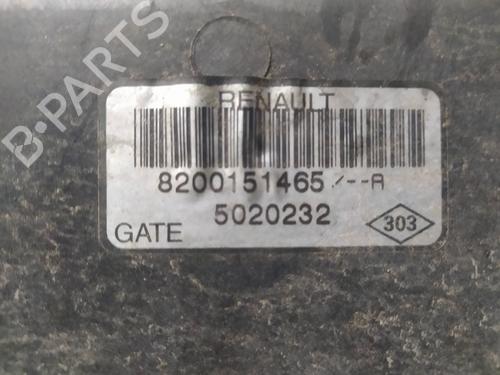 B-PARTS
RENAULT
8200151465 /--A
5020232
GATE
303